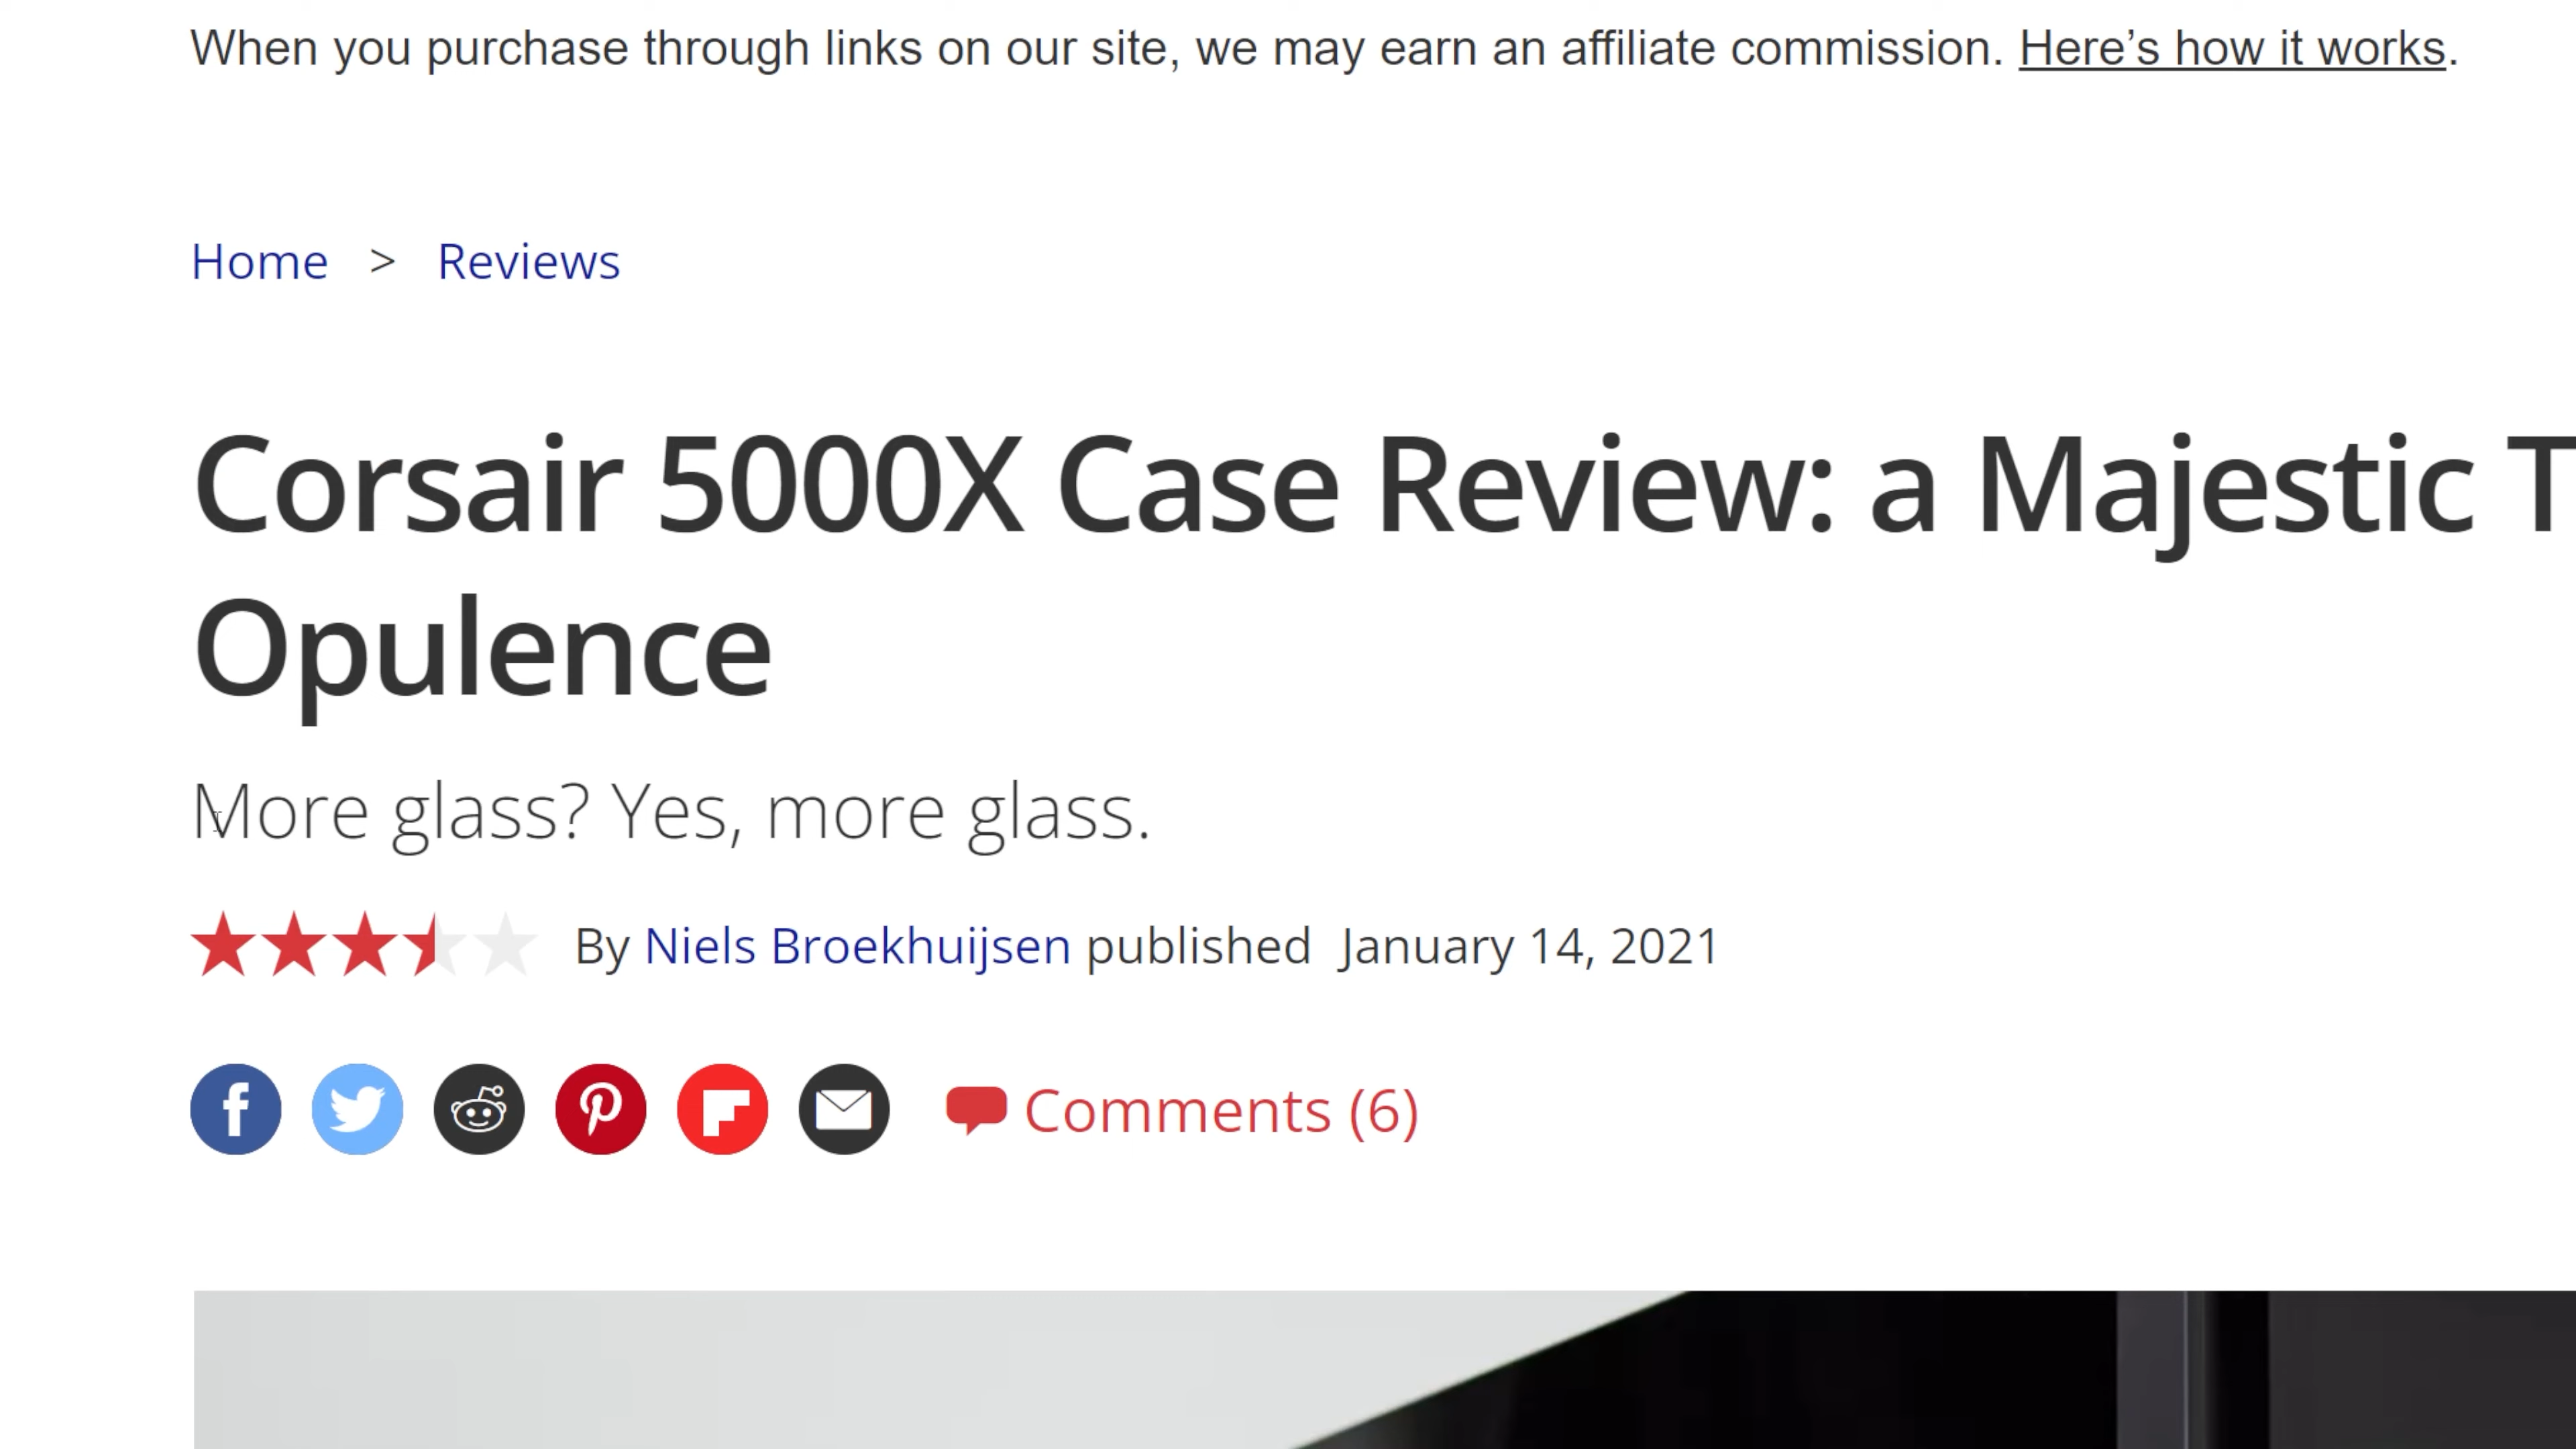 When you purchase through links on our site, we may earn an affiliate commission. Here’s how it works.
Home > Reviews
Corsair 5000X Case Review: a Majestic T
Opulence
More glass? Yes, more glass.
By Niels Broekhuijsen published January 14, 2021
Comments (6)